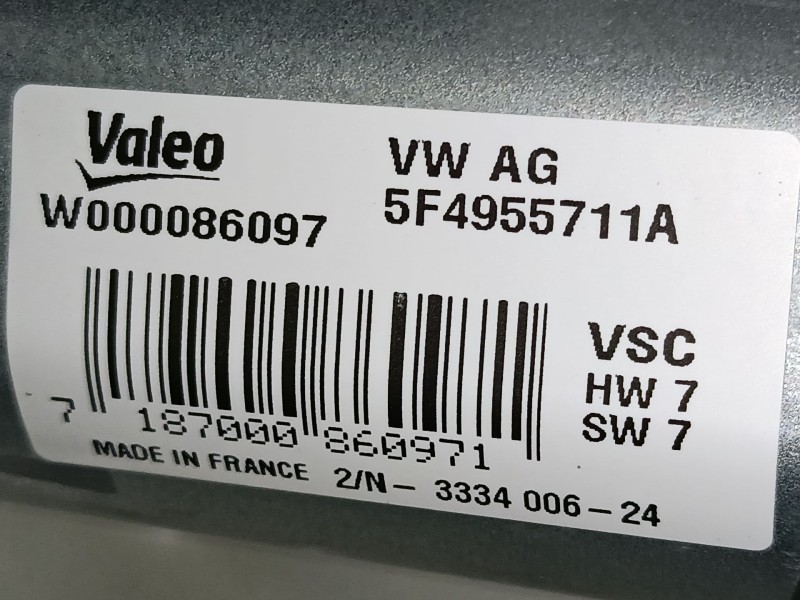 Valeo
W000086097
VW AG
5F4955711A
VSC
HW 7
SW 7
7 187000 860971
MADE IN FRANCE 2/N- 3334 006-24